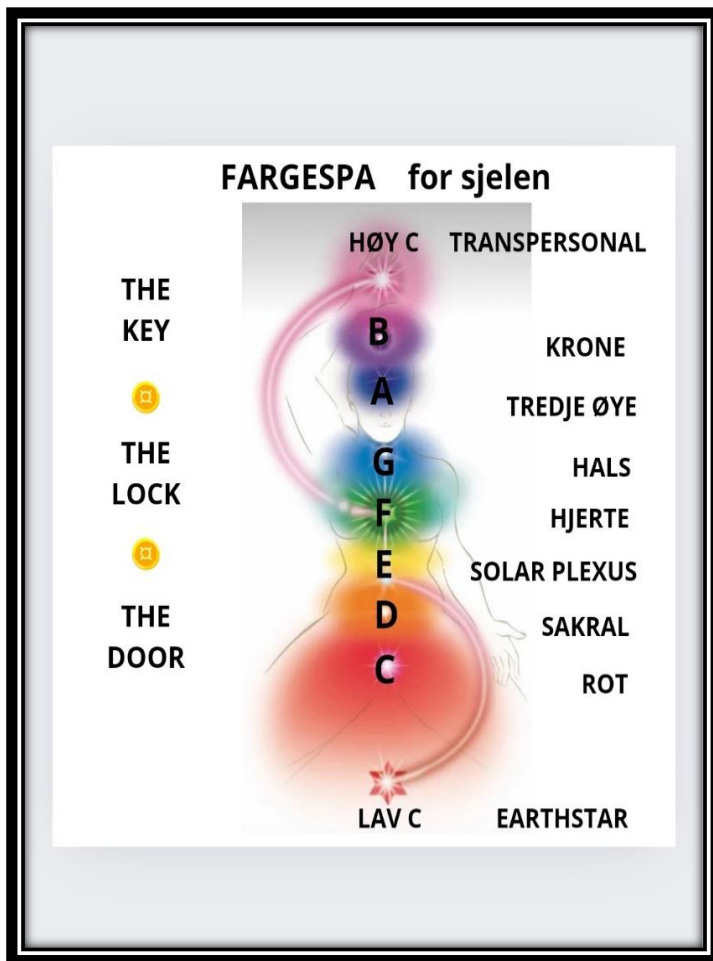 FARGESPA for sjelen
HØY C TRANSPERSONAL
THE
KEY
B
KRONE
A
TREDJE ØYE
THE
LOCK
G
HALS
F
HJERTE
E
SOLAR PLEXUS
THE
DOOR
D
SAKRAL
C
ROT
LAV C EARTHSTAR